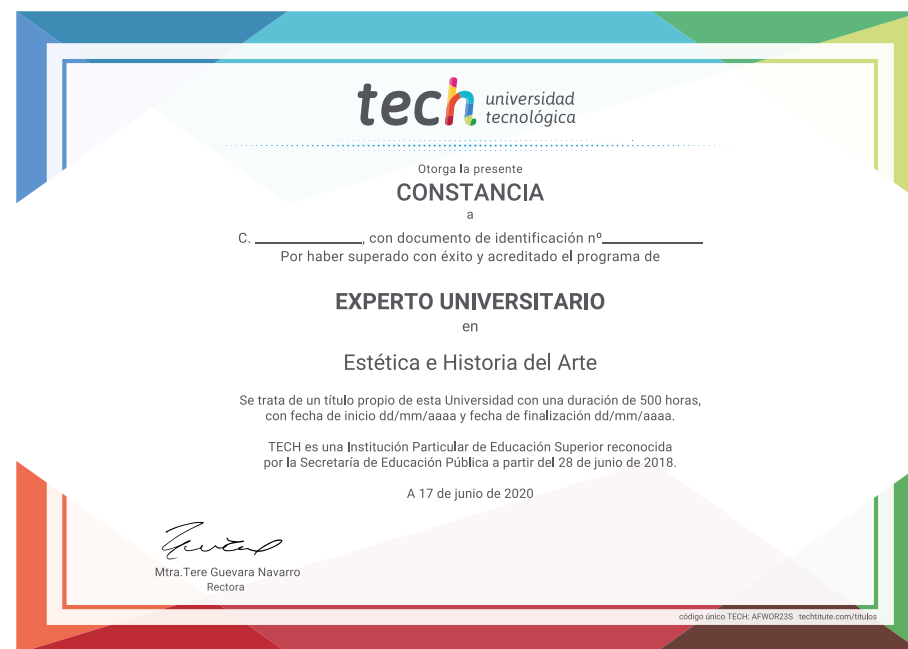 tech universidad
tecnológica
Otorga la presente
CONSTANCIA
a
C. ____________, con documento de identificación nº____________
Por haber superado con éxito y acreditado el programa de
EXPERTO UNIVERSITARIO
en
Estética e Historia del Arte
Se trata de un título propio de esta Universidad con una duración de 500 horas,
con fecha de inicio dd/mm/aaaa y fecha de finalización dd/mm/aaaa.
TECH es una Institución Particular de Educación Superior reconocida
por la Secretaría de Educación Pública a partir del 28 de junio de 2018.
A 17 de junio de 2020
Mtra.Tere Guevara Navarro
Rectora
código único TECH: AFWOR23S techtitute.com/titulos